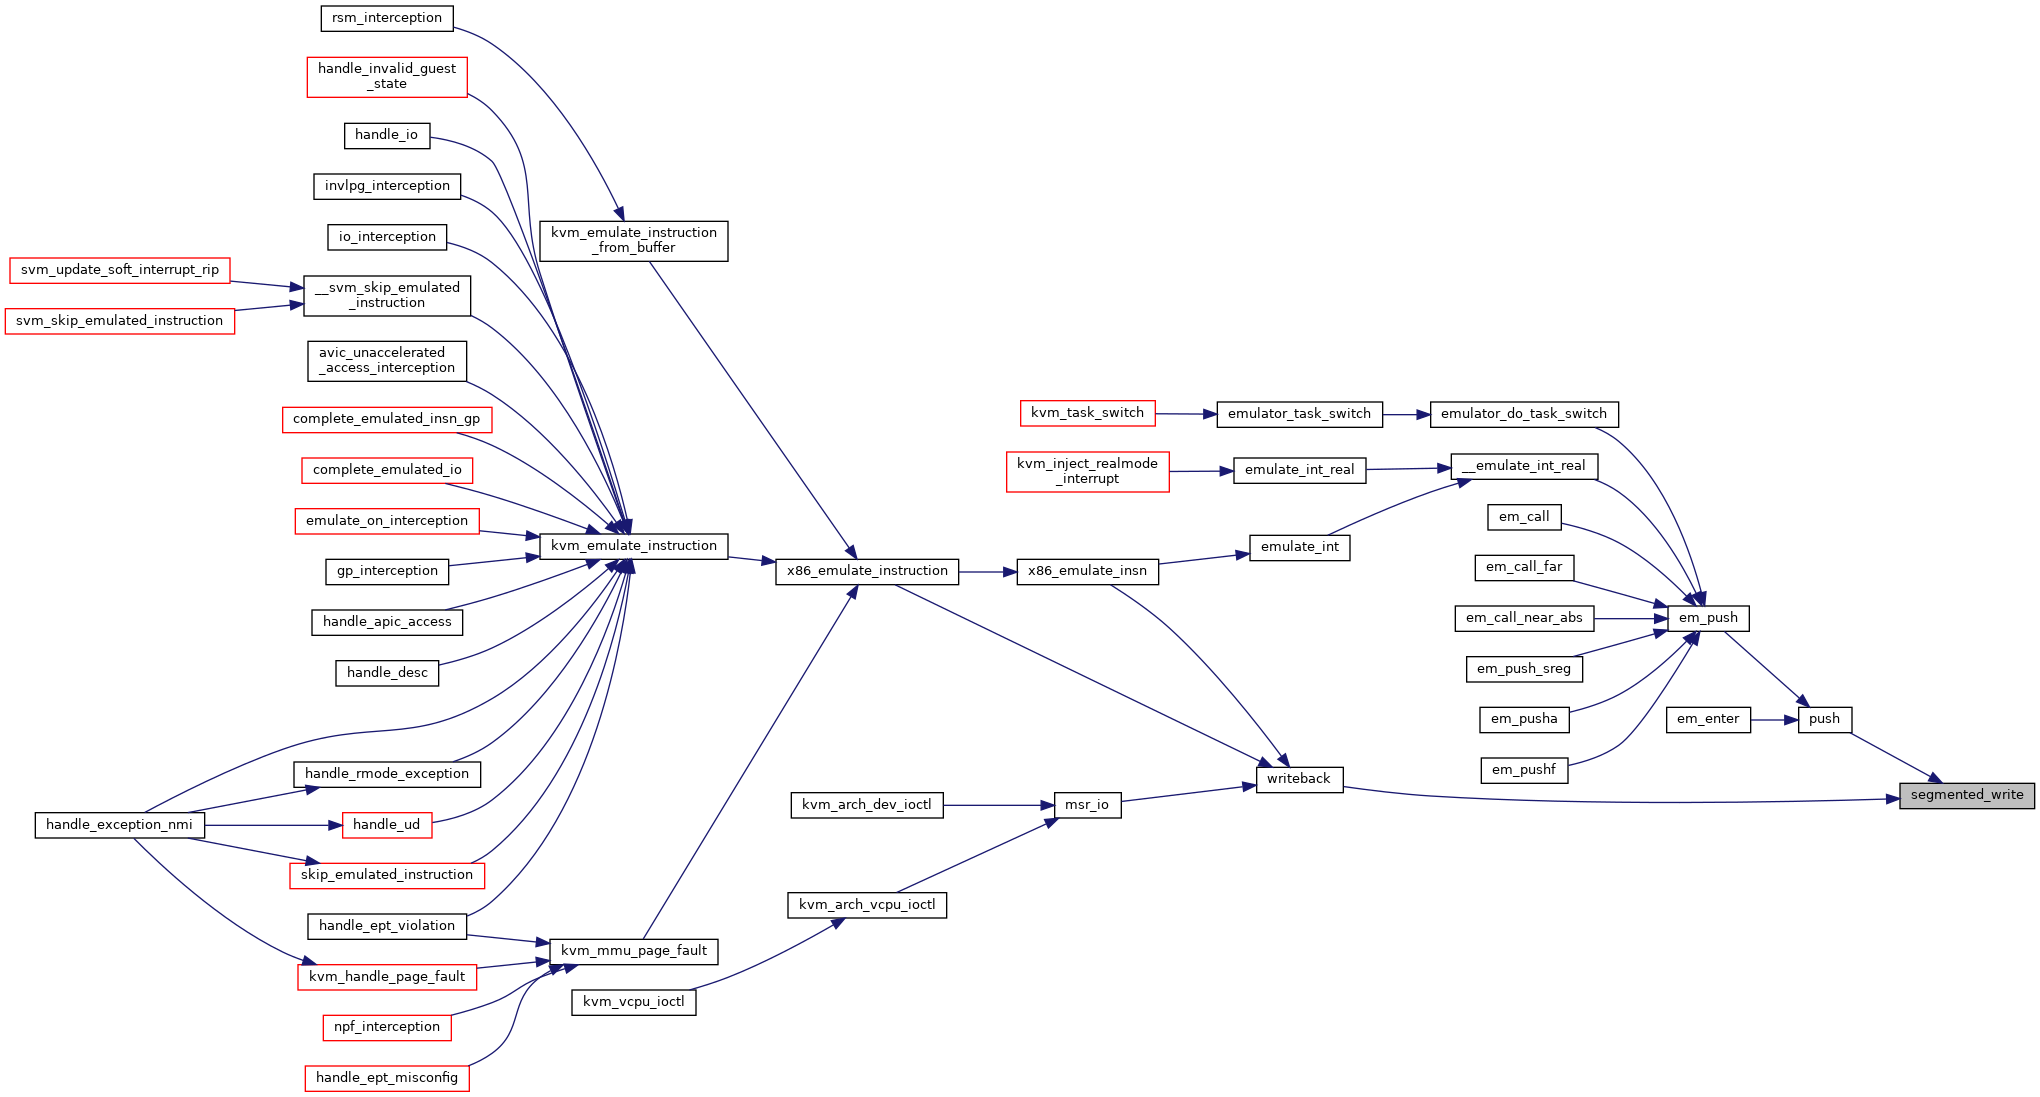 rsm_interception
handle_invalid_guest
_state
handle_io
invlpg_interception
io_interception
kvm_emulate_instruction
_from_buffer
svm_update_soft_interrupt_rip
svm_skip_emulated_instruction
__svm_skip_emulated
_instruction
avic_unaccelerated
_access_interception
complete_emulated_insn_gp
complete_emulated_io
emulate_on_interception
gp_interception
handle_apic_access
handle_desc
handle_rmode_exception
handle_exception_nmi
handle_ud
skip_emulated_instruction
handle_ept_violation
kvm_handle_page_fault
npf_interception
handle_ept_misconfig
kvm_emulate_instruction
kvm_mmu_page_fault
kvm_vcpu_ioctl
x86_emulate_instruction
kvm_arch_dev_ioctl
kvm_arch_vcpu_ioctl
kvm_task_switch
kvm_inject_realmode
_interrupt
x86_emulate_insn
msr_io
emulator_task_switch
emulate_int_real
emulate_int
writeback
emulator_do_task_switch
__emulate_int_real
em_call
em_call_far
em_call_near_abs
em_push_sreg
em_pusha
em_pushf
em_push
em_enter
push
segmented_write